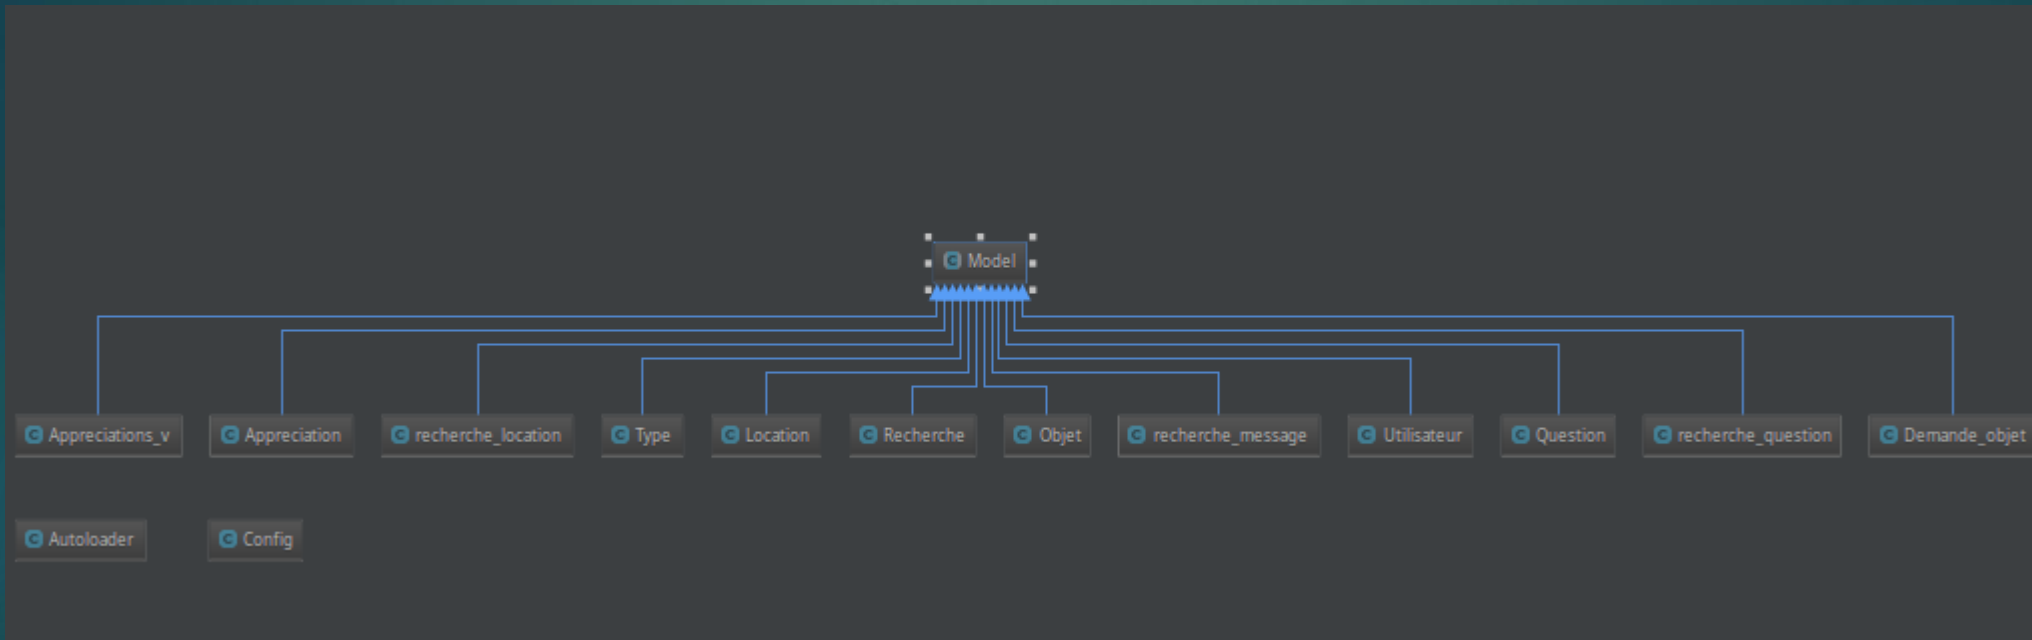 Model
Appreciations_v
Appreciation
recherche_location
Type
Location
Recherche
Objet
recherche_message
Utilisateur
Question
recherche_question
Demande_objet
Autoloader
Config